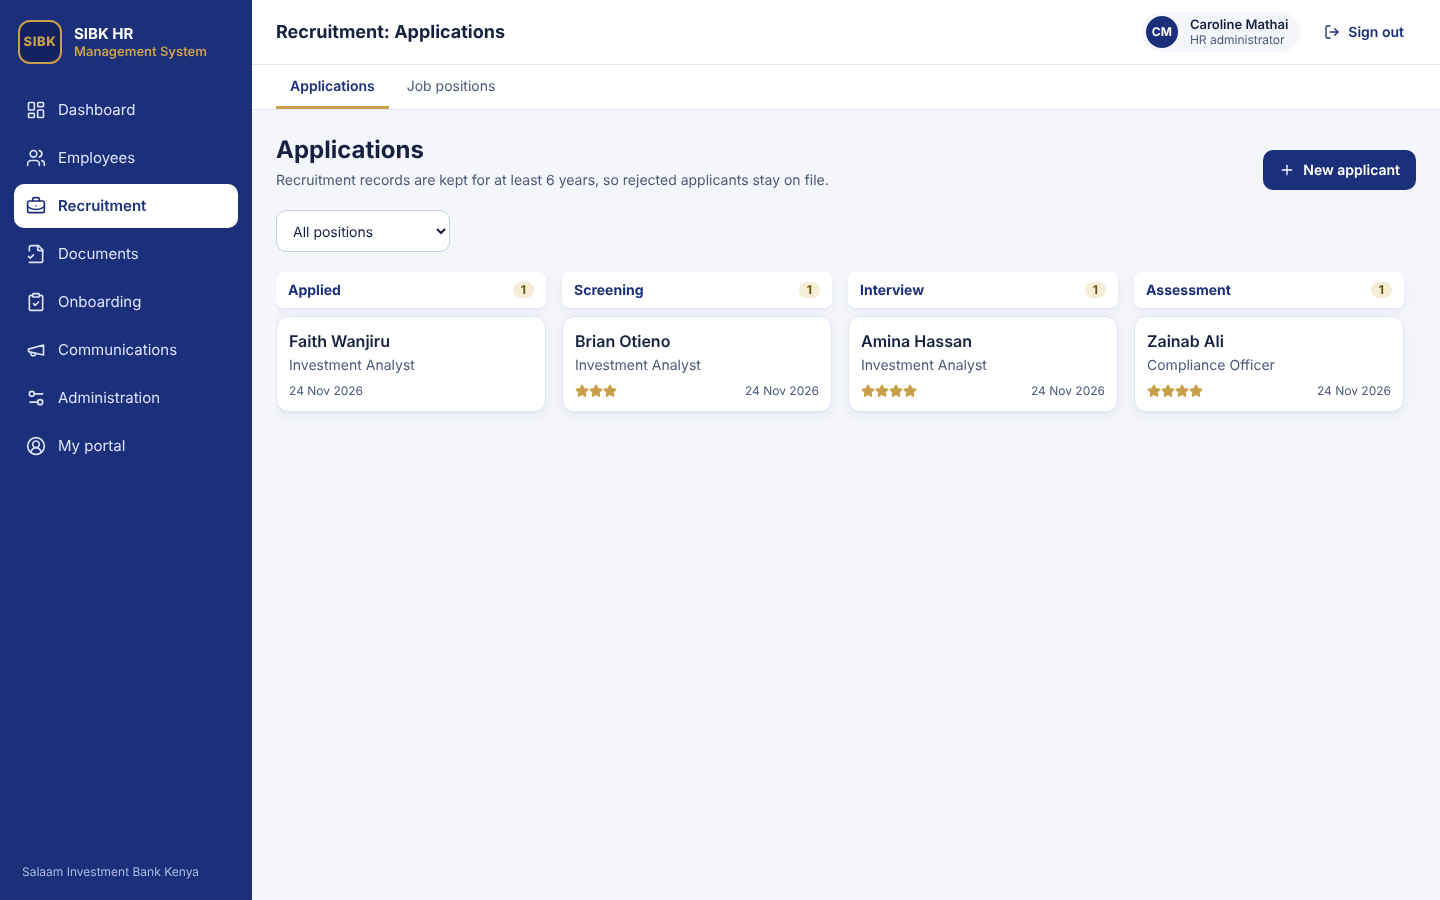 SIBK
SIBK HR
Management System
Dashboard
Employees
Recruitment
Documents
Onboarding
Communications
Administration
My portal
Salaam Investment Bank Kenya
Recruitment: Applications
CM
Caroline Mathai
HR administrator
Sign out
Applications
Job positions
Applications
Recruitment records are kept for at least 6 years, so rejected applicants stay on file.
New applicant
All positions
Applied 1
Faith Wanjiru
Investment Analyst
24 Nov 2026
Screening 1
Brian Otieno
Investment Analyst
24 Nov 2026
Interview 1
Amina Hassan
Investment Analyst
24 Nov 2026
Assessment 1
Zainab Ali
Compliance Officer
24 Nov 2026